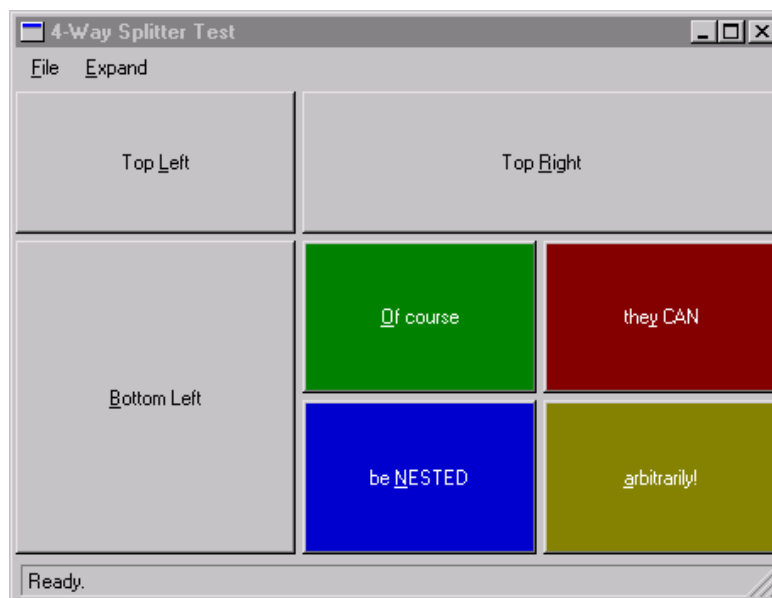 4-Way Splitter Test
File Expand
Top Left Top Right
Of course they CAN
Bottom Left
be NESTED arbitrarily!
Ready.